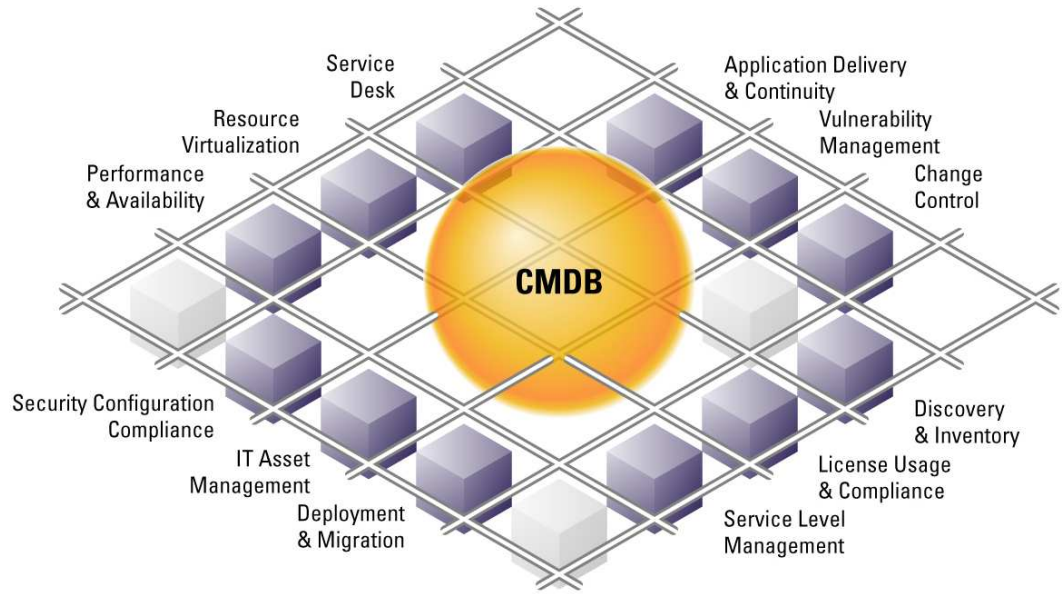 Service
Desk
Resource
Virtualization
Performance
& Availability
Application Delivery
& Continuity
Vulnerability
Management
Change
Control
CMDB
Security Configuration
Compliance
IT Asset
Management
Deployment
& Migration
Discovery
& Inventory
License Usage
& Compliance
Service Level
Management